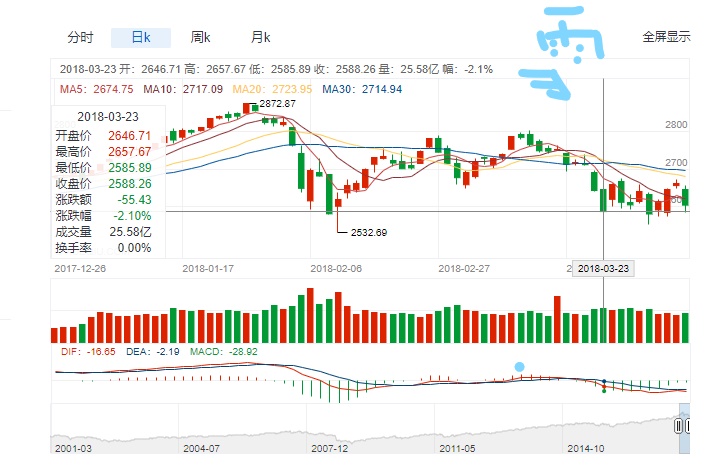 分时 日k 周k 月k 全屏显示
雪
2018-03-23 开: 2646.71 高: 2657.67 低: 2585.89 收: 2588.26 量: 25.58亿 幅: -2.1%
MA5: 2674.75 MA10: 2717.09 MA20: 2723.95 MA30: 2714.94
2018-03-23
开盘价 2646.71
最高价 2657.67
最低价 2585.89
收盘价 2588.26
涨跌额 -55.43
涨跌幅 -2.10%
成交量 25.58亿
换手率 0.00%
2872.87
2800
2700
2532.69
2017-12-26 2018-01-17 2018-02-06 2018-02-27 2018-03-23
DIF: -16.65 DEA: -2.19 MACD: -28.92
2001-03 2004-07 2007-12 2011-05 2014-10